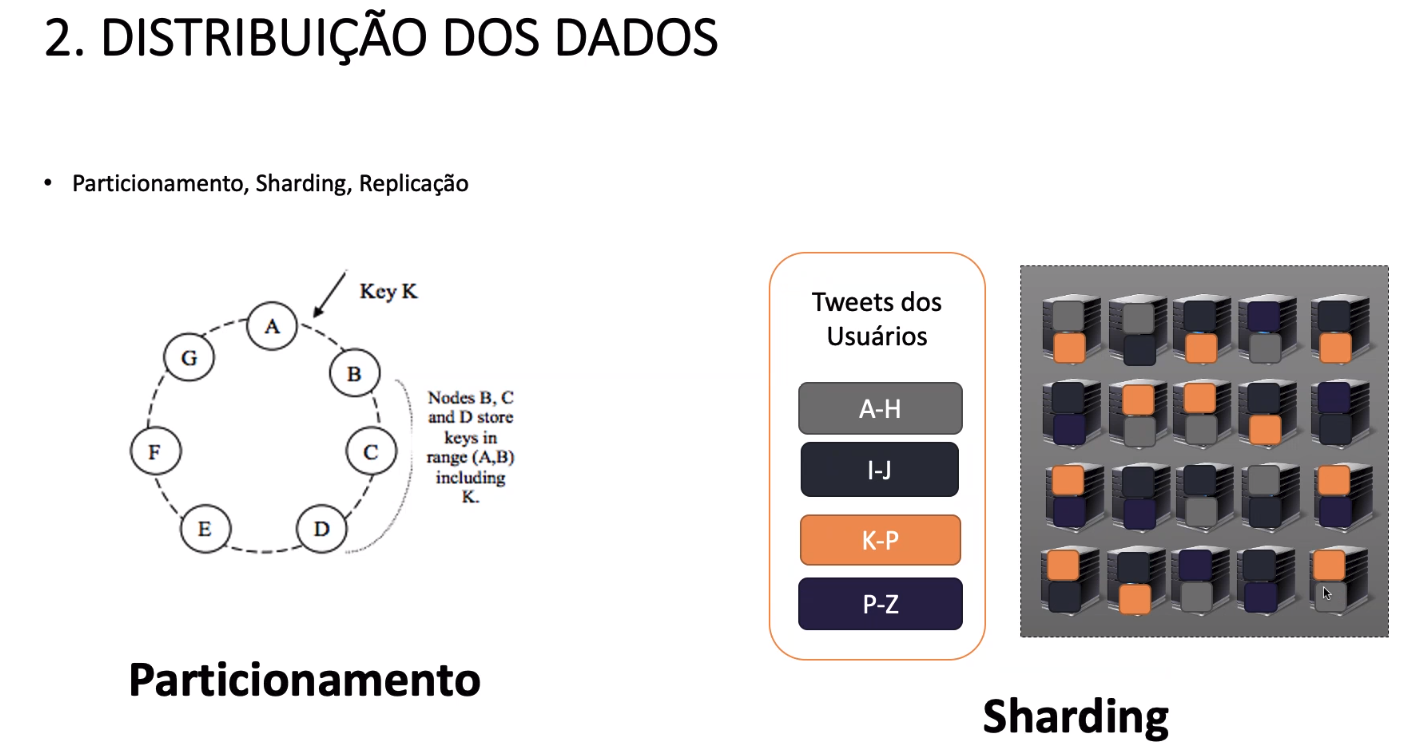 2. DISTRIBUIÇÃO DOS DADOS
• Particionamento, Sharding, Replicação
Key K
A
B
C
D
E
F
G
Nodes B, C
and D store
keys in
range (A,B)
including
K.
Particionamento
Tweets dos
Usuários
A-H
I-J
K-P
P-Z
Sharding